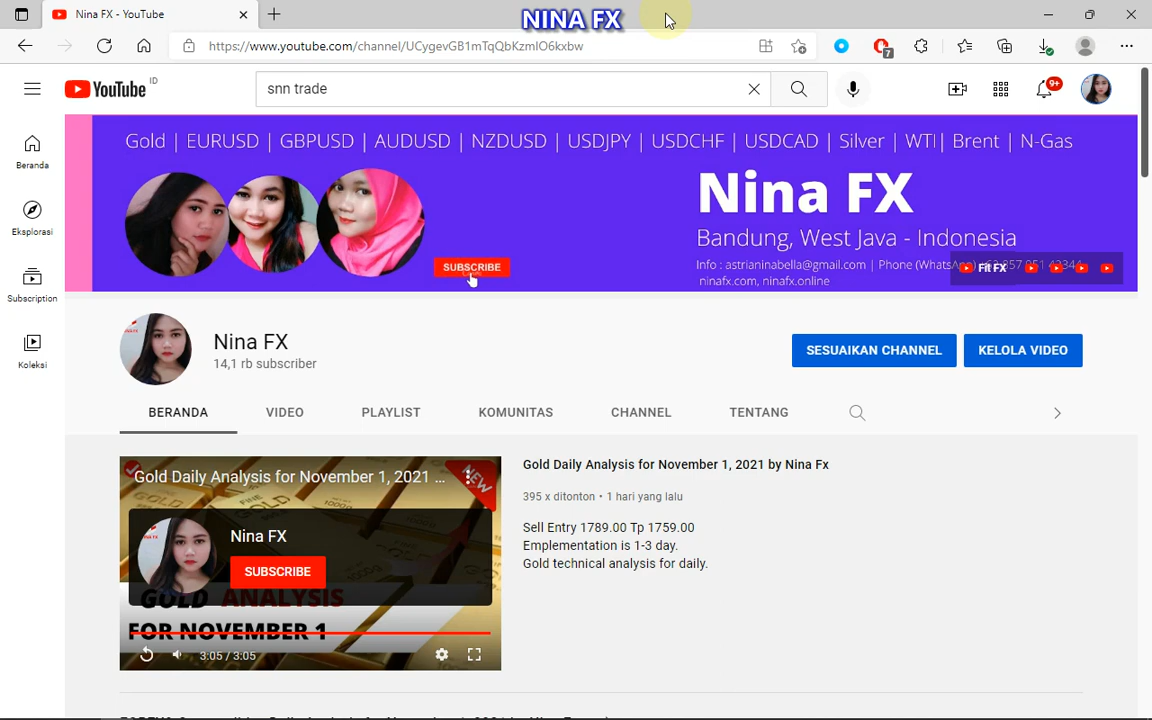 Nina FX - YouTube
NINA FX
https://www.youtube.com/channel/UCygevGB1mTqQbKzmIO6kxbw
7
YouTube ID
snn trade
9+
Beranda
Eksplorasi
Subscription
Koleksi
Gold | EURUSD | GBPUSD | AUDUSD | NZDUSD | USDJPY | USDCHF | USDCAD | Silver | WTI | Brent | N-Gas
Nina FX
Bandung, West Java - Indonesia
SUBSCRIBE
Info : astrianinabella@gmail.com | Phone (WhatsApp)
Fit FX
ninafx.com, ninafx.online
Nina FX
14,1 rb subscriber
SESUAIKAN CHANNEL
KELOLA VIDEO
BERANDA
VIDEO
PLAYLIST
KOMUNITAS
CHANNEL
TENTANG
Gold Daily Analysis for November 1, 2021 ...
NEW
Nina FX
SUBSCRIBE
GOLD ANALYSIS
FOR NOVEMBER 1
3:05 / 3:05
Gold Daily Analysis for November 1, 2021 by Nina Fx
395 x ditonton • 1 hari yang lalu
Sell Entry 1789.00 Tp 1759.00
Emplementation is 1-3 day.
Gold technical analysis for daily.